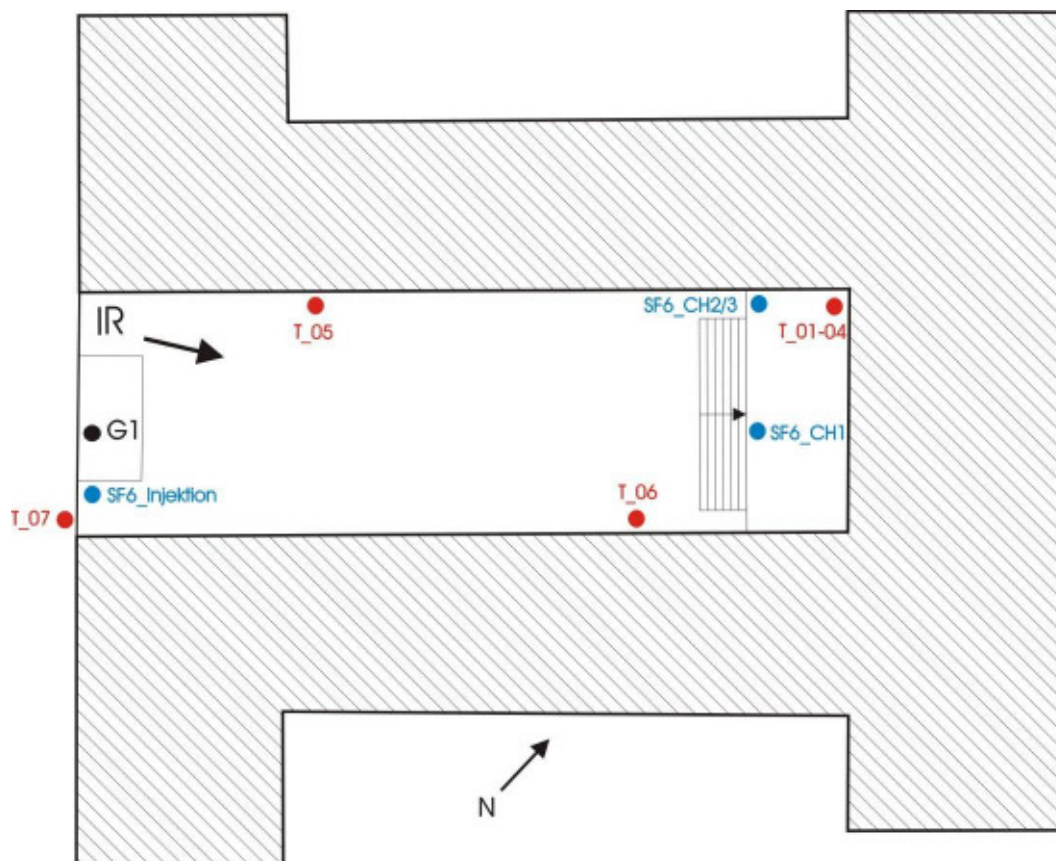 IR
T_05
SF6_CH2/3
T_01-04
G1
SF6_CH1
SF6_Injektion
T_06
T_07
N